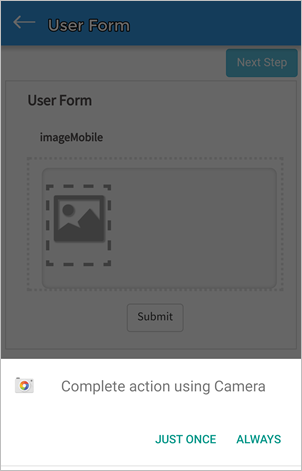 User Form
Next Step
User Form
imageMobile
Submit
Complete action using Camera
JUST ONCE ALWAYS